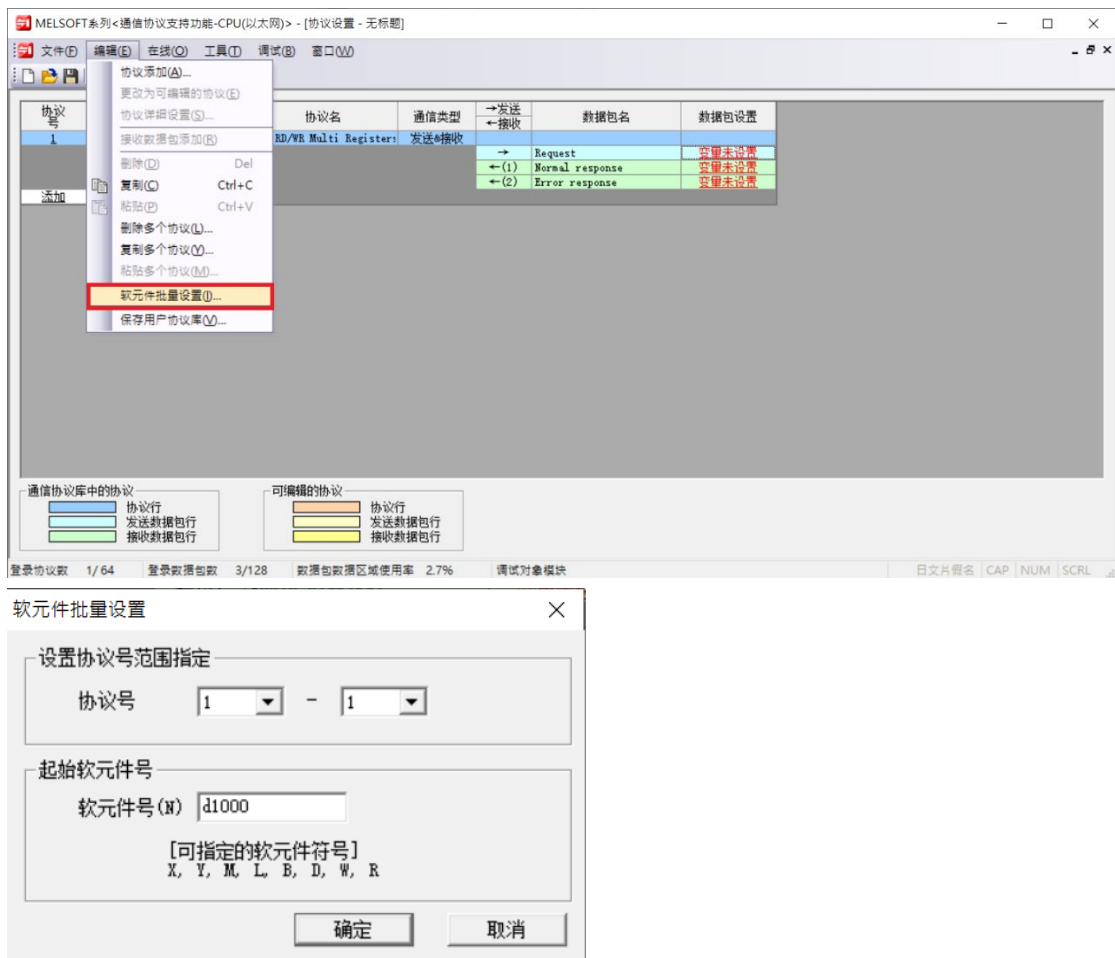 MELSOFT系列<通信协议支持功能-CPU(以太网)> - [协议设置 - 无标题]
文件(F) 编辑(E) 在线(O) 工具(T) 调试(B) 窗口(W)
协议添加(A)...
更改为可编辑的协议(E)
协议详细设置(S)...
接收数据包添加(R)
删除(D) Del
复制(C) Ctrl+C
粘贴(P) Ctrl+V
删除多个协议(L)...
复制多个协议(Y)...
粘贴多个协议(M)...
软元件批量设置(I)...
保存用户协议库(V)...
协议号 协议名 通信类型 →发送 ←接收 数据包名 数据包设置
1 RD/WR Multi Registers 发送&接收
→ Request 变量未设置
←(1) Normal response 变量未设置
←(2) Error response 变量未设置
添加
通信协议库中的协议 可编辑的协议
协议行 协议行
发送数据包行 发送数据包行
接收数据包行 接收数据包行
登录协议数 1/64 登录数据包数 3/128 数据包数据区域使用率 2.7% 调试对象模块 日文片假名 CAP NUM SCRL
软元件批量设置
设置协议号范围指定
协议号 1 - 1
起始软元件号
软元件号(N) d1000
[可指定的软元件符号]
X, Y, M, L, B, D, W, R
确定 取消